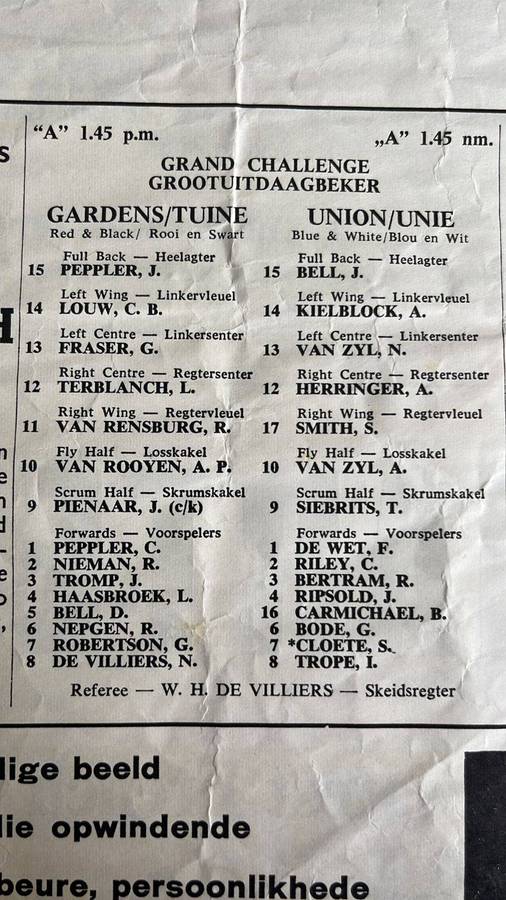 "A" 1.45 p.m. „A" 1.45 nm.
GRAND CHALLENGE
GROOTUITDAAGBEKER
GARDENS/TUINE
Red & Black/ Rooi en Swart
Full Back — Heelagter
15 PEPPLER, J.
Left Wing — Linkervleuel
14 LOUW, C. B.
Left Centre — Linkersenter
13 FRASER, G.
Right Centre — Regtersenter
12 TERBLANCH, L.
Right Wing — Regtervleuel
11 VAN RENSBURG, R.
Fly Half — Losskakel
10 VAN ROOYEN, A. P.
Scrum Half — Skrumskakel
9 PIENAAR, J. (c/k)
Forwards — Voorspelers
1 PEPPLER, C.
2 NIEMAN, R.
3 TROMP, J.
4 HAASBROEK, L.
5 BELL, D.
6 NEPGEN, R.
7 ROBERTSON, G.
8 DE VILLIERS, N.
UNION/UNIE
Blue & White/Blou en Wit
Full Back — Heelagter
15 BELL, J.
Left Wing — Linkervleuel
14 KIELBLOCK, A.
Left Centre — Linkersenter
13 VAN ZYL, N.
Right Centre — Regtersenter
12 HERRINGER, A.
Right Wing — Regtervleuel
17 SMITH, S.
Fly Half — Losskakel
10 VAN ZYL, A.
Scrum Half — Skrumskakel
9 SIEBRITS, T.
Forwards — Voorspelers
1 DE WET, F.
2 RILEY, C.
3 BERTRAM, R.
4 RIPSOLD, J.
16 CARMICHAEL, B.
6 BODE, G.
7 *CLOETE, S.
8 TROPE, I.
Referee — W. H. DE VILLIERS — Skeidsregter
lige beeld
lie opwindende
beure, persoonlikhede